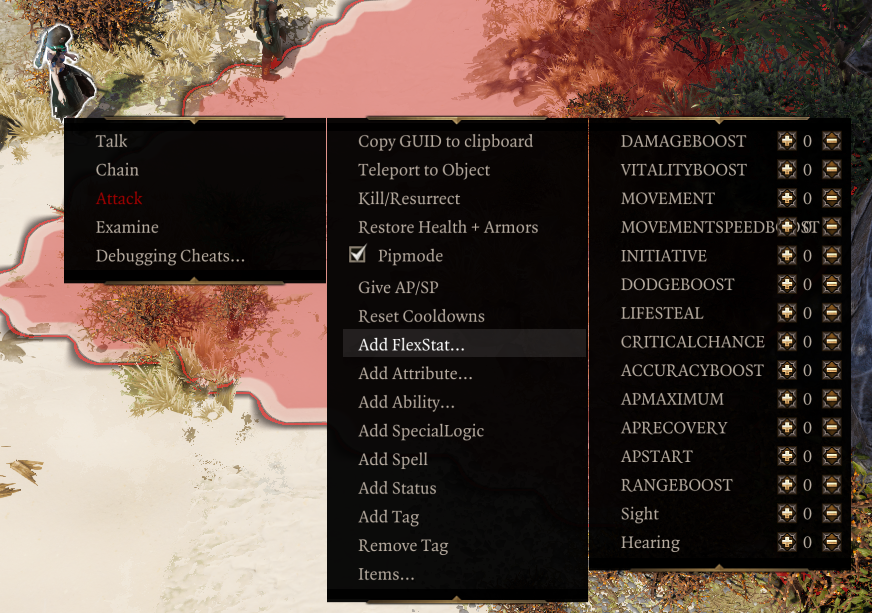 Talk
Chain
Attack
Examine
Debugging Cheats...
Copy GUID to clipboard
Teleport to Object
Kill/Resurrect
Restore Health + Armors
Pipmode
Give AP/SP
Reset Cooldowns
Add FlexStat...
Add Attribute...
Add Ability...
Add SpecialLogic
Add Spell
Add Status
Add Tag
Remove Tag
Items...
DAMAGEBOOST 0
VITALITYBOOST 0
MOVEMENT 0
MOVEMENTSPEEDBOOST 0
INITIATIVE 0
DODGEBOOST 0
LIFESTEAL 0
CRITICALCHANCE 0
ACCURACYBOOST 0
APMAXIMUM 0
APRECOVERY 0
APSTART 0
RANGEBOOST 0
Sight 0
Hearing 0